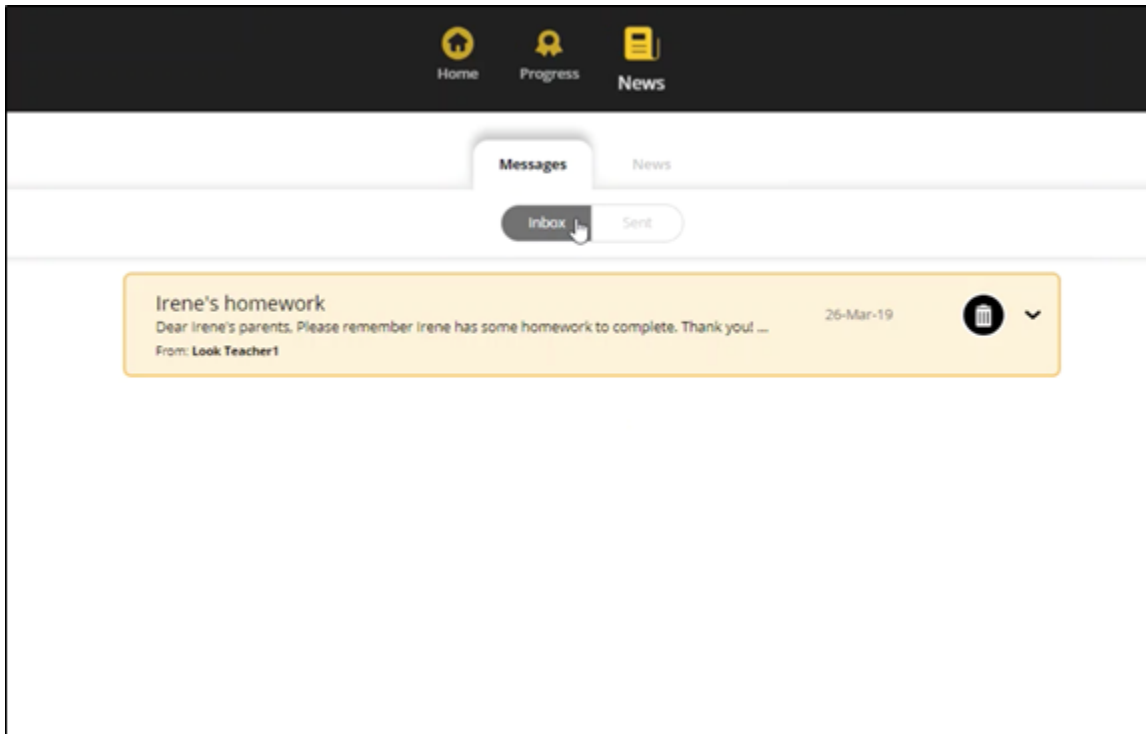 Home Progress News
Messages News
Inbox Sent
Irene's homework
Dear Irene's parents, Please remember Irene has some homework to complete. Thank you! ...
26-Mar-19
From: Look Teacher1